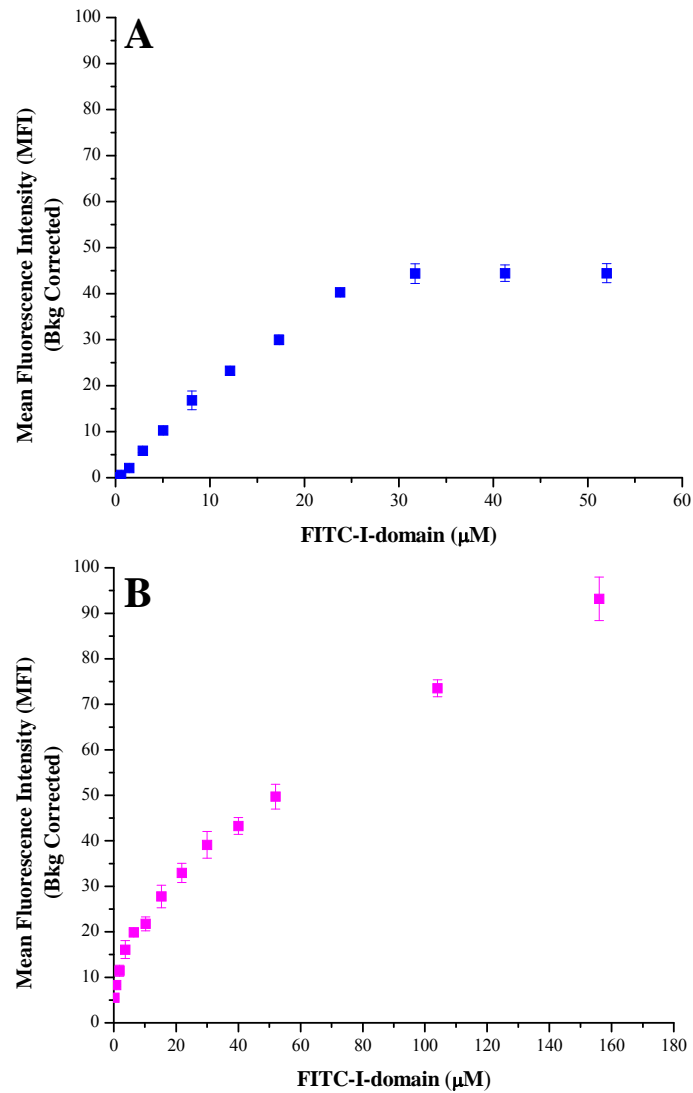 A
100
90
80
70
60
50
40
30
20
10
0
Mean Fluorescence Intensity (MFI)
(Bkg Corrected)
0 10 20 30 40 50 60
FITC-I-domain (μM)
B
100
90
80
70
60
50
40
30
20
10
0
Mean Fluorescence Intensity (MFI)
(Bkg Corrected)
0 20 40 60 80 100 120 140 160 180
FITC-I-domain (μM)